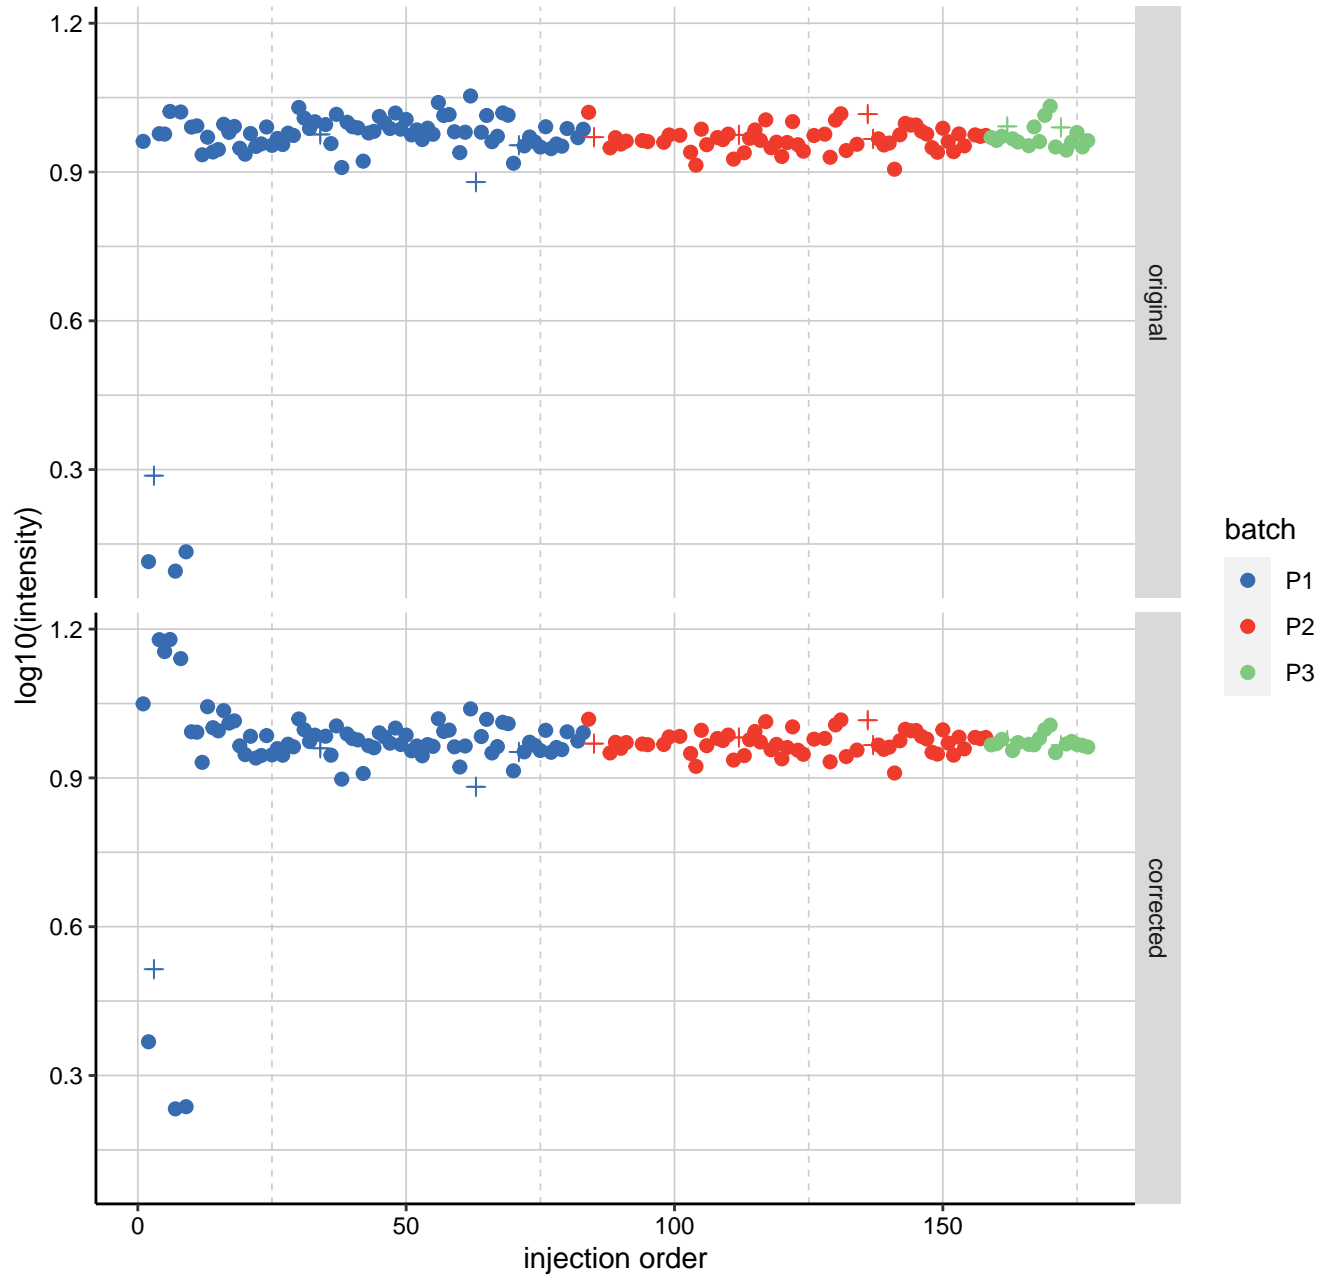 1.2
0.9
0.6
0.3
original
1.2
0.9
0.6
0.3
corrected
log10(intensity)
0
50
100
150
injection order
batch
P1
P2
P3